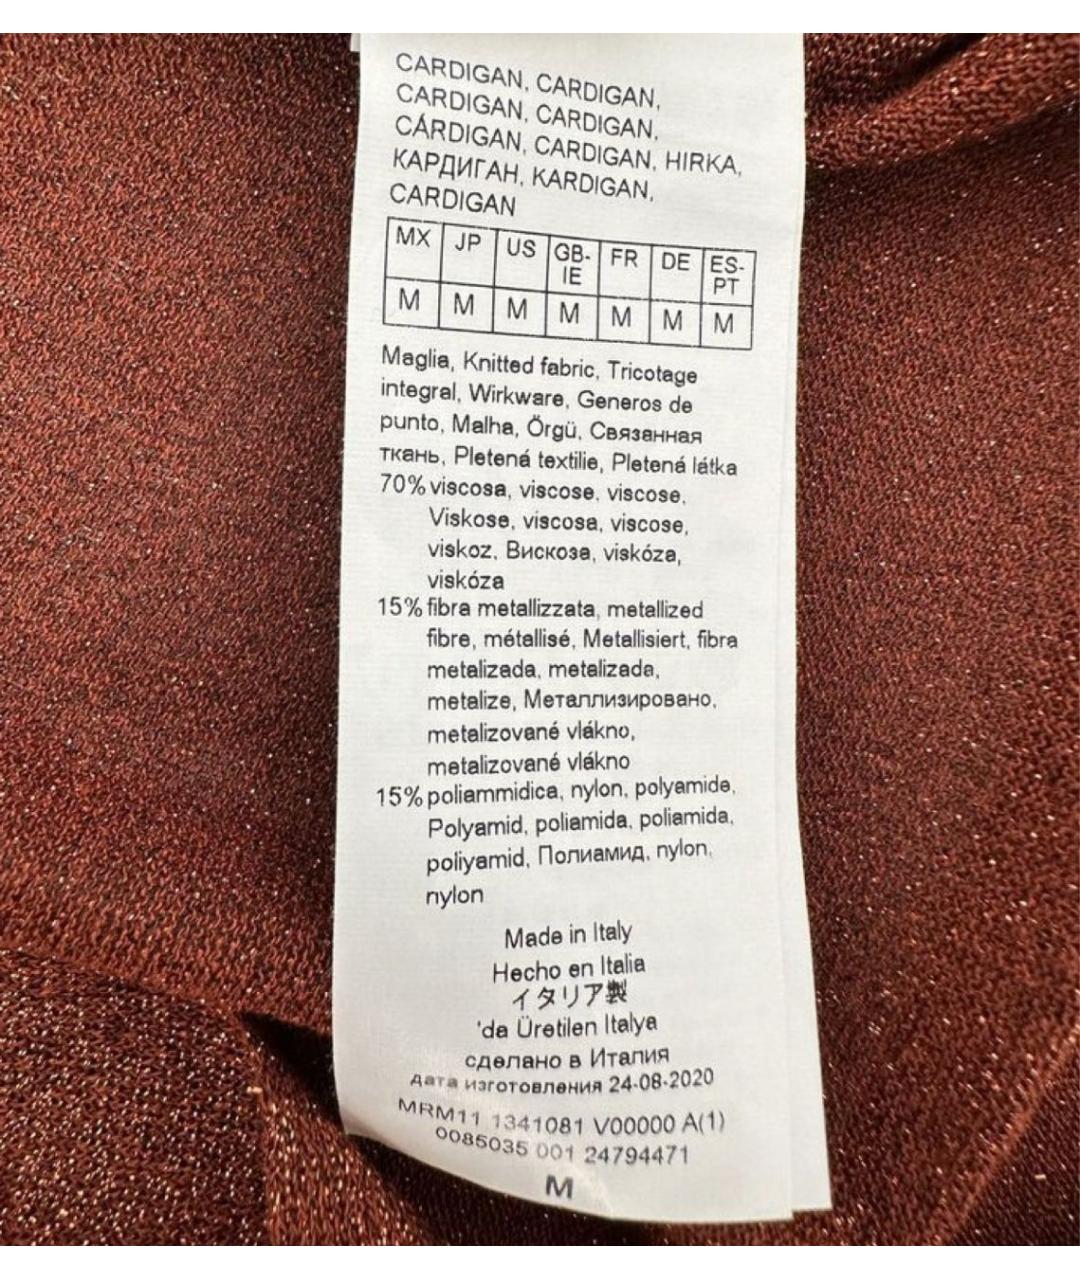 CARDIGAN, CARDIGAN,
CARDIGAN, CARDIGAN,
CÁRDIGAN, CARDIGAN, HIRKA,
КАРДИГАН, KARDIGAN,
CARDIGAN
MX JP US GB-IE FR DE ES-PT
M M M M M M M
Maglia, Knitted fabric, Tricotage
integral, Wirkware, Generos de
punto, Malha, Örgü, Связанная
ткань, Pletená textilie, Pletená látka
70% viscosa, viscose, viscose,
Viskose, viscosa, viscose,
viskoz, Вискоза, viskóza,
viskóza
15% fibra metallizzata, metallized
fibre, métallisé, Metallisiert, fibra
metalizada, metalizada,
metalize, Металлизировано,
metalizované vlákno,
metalizované vlákno
15% poliammidica, nylon, polyamide,
Polyamid, poliamida, poliamida,
poliyamid, Полиамид, nylon,
nylon
Made in Italy
Hecho en Italia
イタリア製
'da Üretilen Italya
сделано в Италия
дата изготовления 24-08-2020
MRM11 1341081 V00000 A(1)
0085035 001 24794471
M